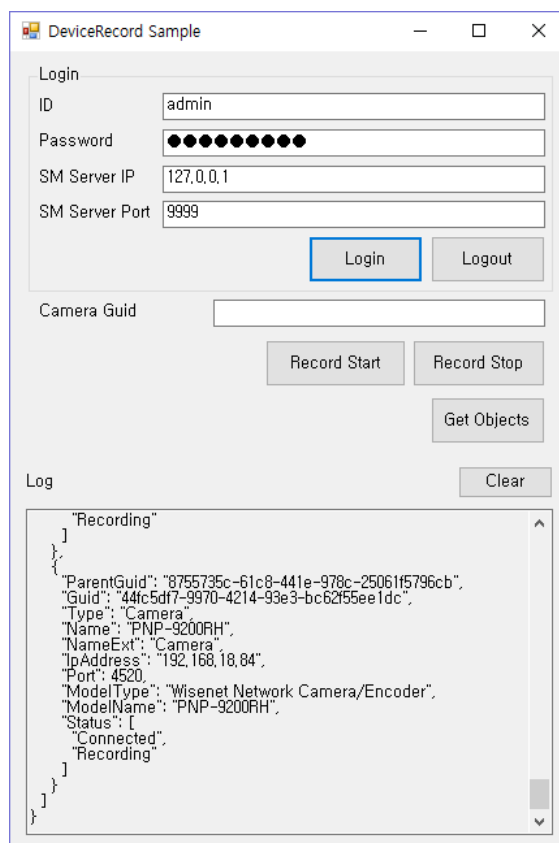 DeviceRecord Sample
Login
ID
admin
Password
●●●●●●●●●
SM Server IP
127.0.0.1
SM Server Port
9999
Login Logout
Camera Guid
Record Start Record Stop
Get Objects
Log
Clear
"Recording"
]
},
{
"ParentGuid": "8755735c-61c8-441e-978c-25061f5796cb",
"Guid": "44fc5df7-9970-4214-93e3-bc62f55ee1dc",
"Type": "Camera",
"Name": "PNP-9200RH",
"NameExt": "Camera",
"IpAddress": "192.168.18.84",
"Port": 4520,
"ModelType": "Wisenet Network Camera/Encoder",
"ModelName": "PNP-9200RH",
"Status": [
"Connected",
"Recording"
]
}
]
}